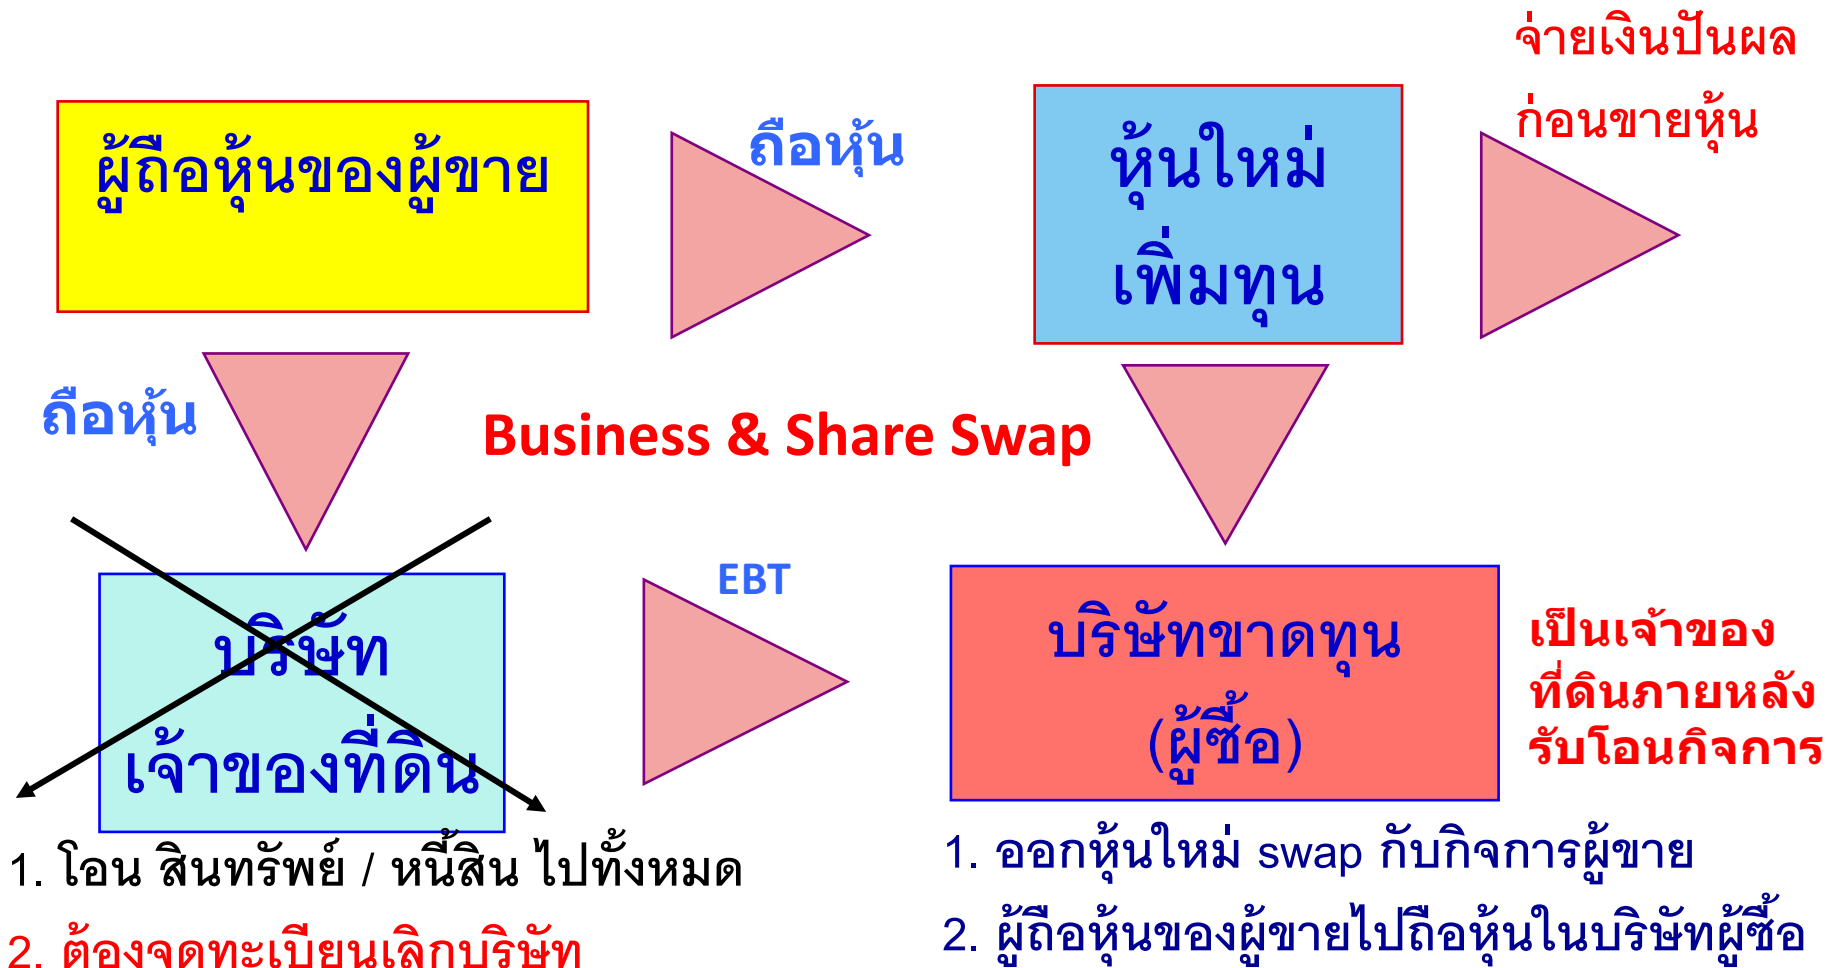 จ่ายเงินปันผล
ก่อนขายหุ้น
ผู้ถือหุ้นของผู้ขาย
ถือหุ้น
หุ้นใหม่
เพิ่มทุน
ถือหุ้น
Business & Share Swap
EBT
บริษัท
เจ้าของที่ดิน
บริษัทขาดทุน
(ผู้ซื้อ)
เป็นเจ้าของ
ที่ดินภายหลัง
รับโอนกิจการ
1. โอน สินทรัพย์ / หนี้สิน ไปทั้งหมด
2. ต้องจดทะเบียนเลิกบริษัท
1. ออกหุ้นใหม่ swap กับกิจการผู้ขาย
2. ผู้ถือหุ้นของผู้ขายไปถือหุ้นในบริษัทผู้ซื้อ